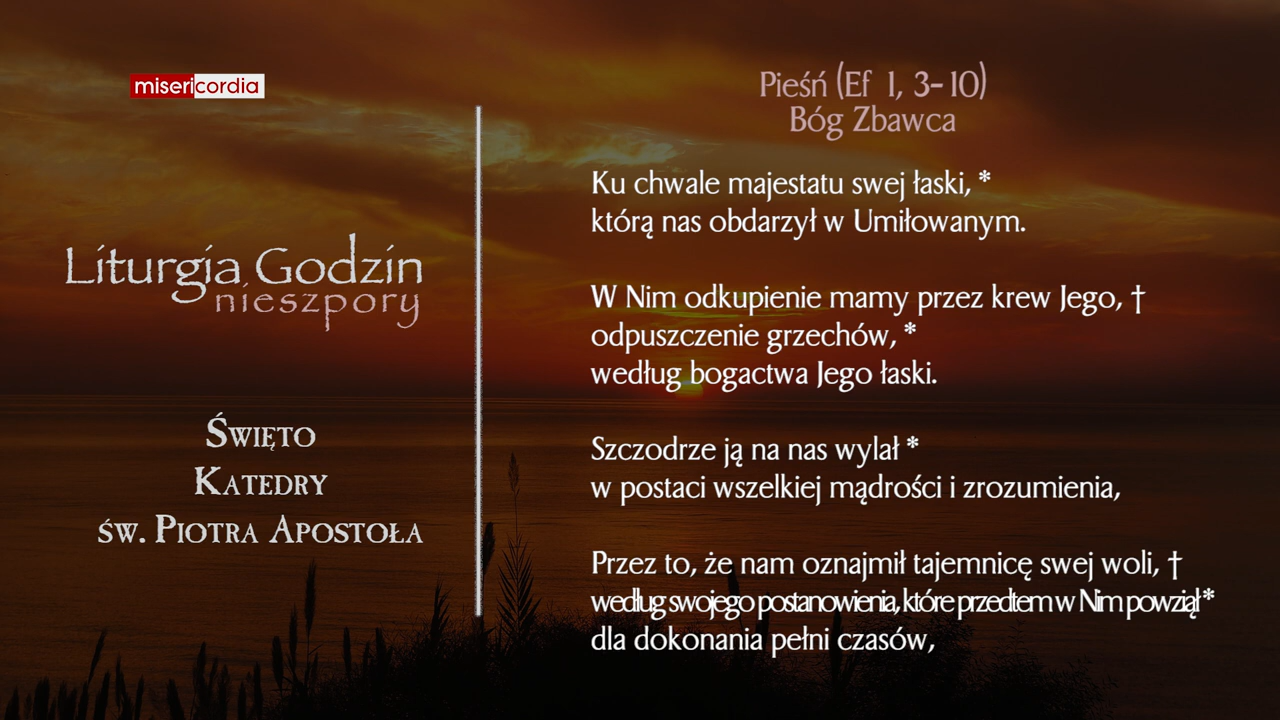 misericordia
Liturgia Godzin
nieszpory
Święto
Katedry
św. Piotra Apostoła
Pieśń (Ef 1, 3-10)
Bóg Zbawca
Ku chwale majestatu swej łaski, *
którą nas obdarzył w Umiłowanym.
W Nim odkupienie mamy przez krew Jego, †
odpuszczenie grzechów, *
według bogactwa Jego łaski.
Szczodrze ją na nas wylał *
w postaci wszelkiej mądrości i zrozumienia,
Przez to, że nam oznajmił tajemnicę swej woli, †
według swojego postanowienia, które przedtem w Nim powziął *
dla dokonania pełni czasów,